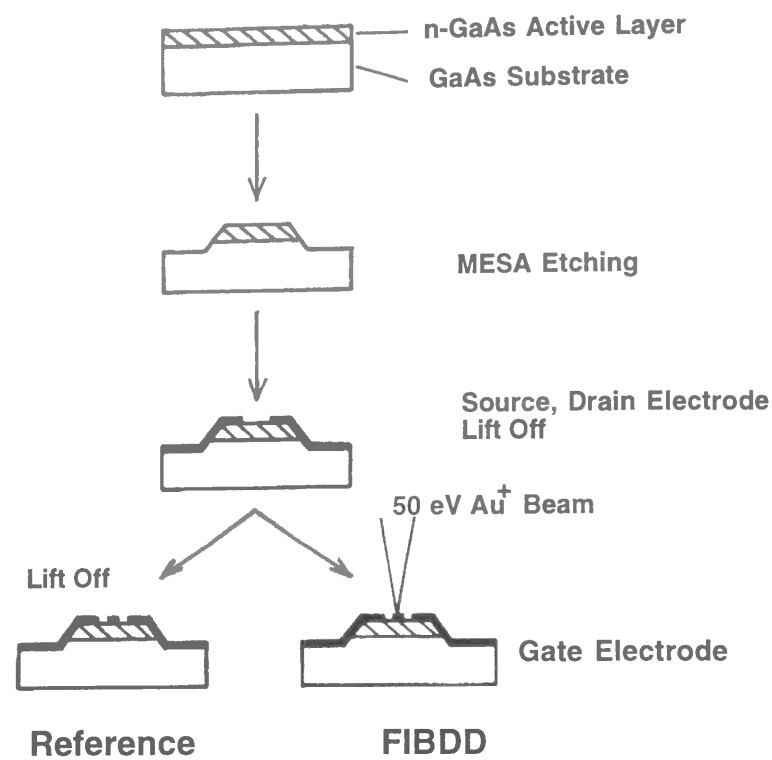 n-GaAs Active Layer
GaAs Substrate
MESA Etching
Source, Drain Electrode
Lift Off
50 eV Au+ Beam
Lift Off
Gate Electrode
Reference
FIBDD